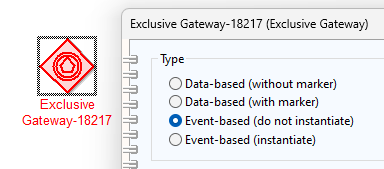 Exclusive Gateway-18217 (Exclusive Gateway)
Type
Data-based (without marker)
Data-based (with marker)
Event-based (do not instantiate)
Event-based (instantiate)
Exclusive
Gateway-18217